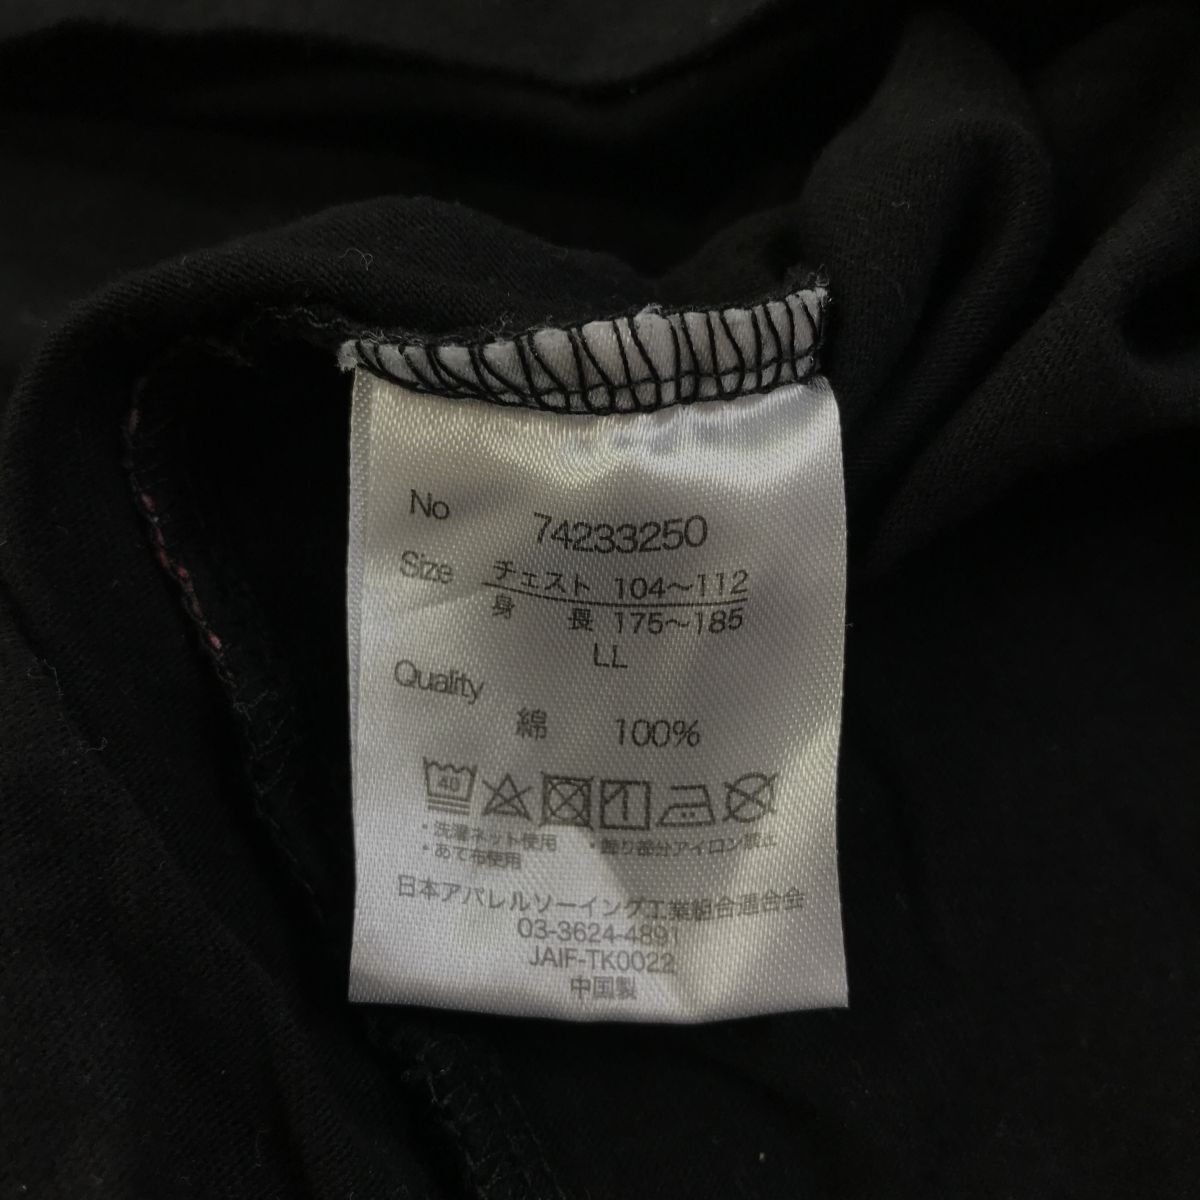 No 74233250
Size チェスト 104～112
身 長 175～185
LL
Quality
綿 100%
40
・洗濯ネット使用 ・飾り部分アイロン禁止
・あて布使用
日本アパレルソーイング工業組合連合会
03-3624-4891
JAIF-TK0022
中国製